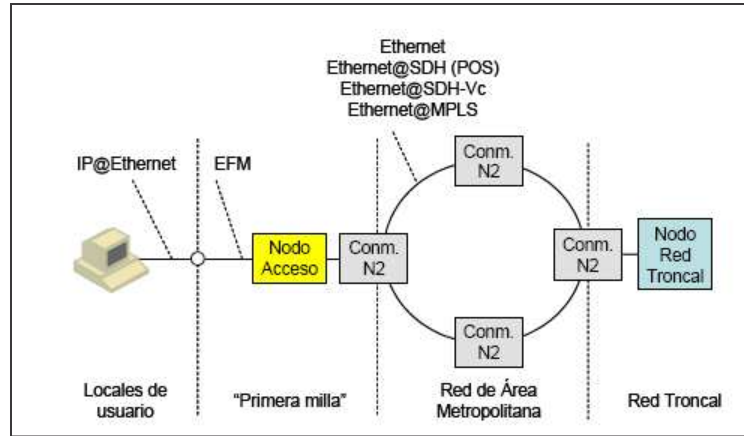 Ethernet
Ethernet@SDH (POS)
Ethernet@SDH-Vc
Ethernet@MPLS
IP@Ethernet
EFM
Conm.
N2
Nodo
Acceso
Conm.
N2
Conm.
N2
Nodo
Red
Troncal
Conm.
N2
Locales de
usuario
“Primera milla”
Red de Área
Metropolitana
Red Troncal